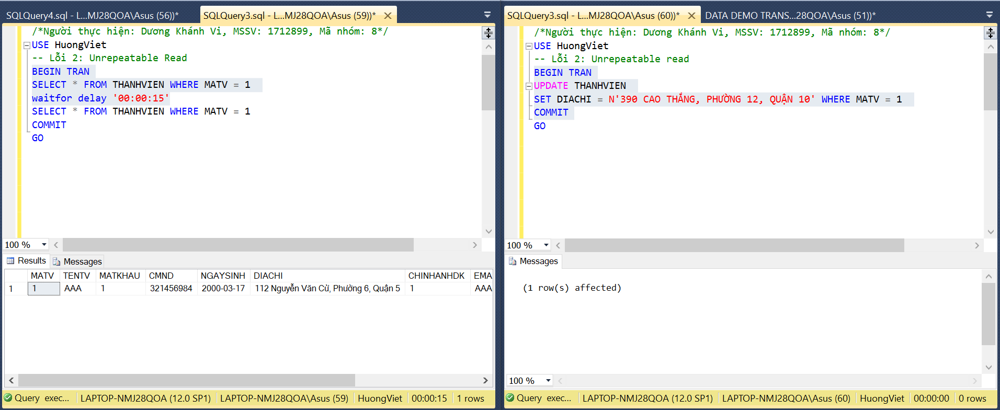 SQLQuery4.sql - L...MJ28QOA\Asus (56))*
SQLQuery3.sql - L...MJ28QOA\Asus (59))*
/*Người thực hiện: Dương Khánh Vi, MSSV: 1712899, Mã nhóm: 8*/
USE HuongViet
-- Lỗi 2: Unrepeatable Read
BEGIN TRAN
SELECT * FROM THANHVIEN WHERE MATV = 1
waitfor delay '00:00:15'
SELECT * FROM THANHVIEN WHERE MATV = 1
COMMIT
GO
100 %
Results Messages
MATV TENTV MATKHAU CMND NGAYSINH DIACHI CHINHANHDK EMA
1 1 AAA 1 321456984 2000-03-17 112 Nguyễn Văn Cừ, Phường 6, Quận 5 1 AAA
Query exec... LAPTOP-NMJ28QOA (12.0 SP1) LAPTOP-NMJ28QOA\Asus (59) HuongViet 00:00:15 1 rows
SQLQuery3.sql - L...MJ28QOA\Asus (60))*
DATA DEMO TRANS...28QOA\Asus (51))*
/*Người thực hiện: Dương Khánh Vi, MSSV: 1712899, Mã nhóm: 8*/
USE HuongViet
-- Lỗi 2: Unrepeatable read
BEGIN TRAN
UPDATE THANHVIEN
SET DIACHI = N'390 CAO THẮNG, PHƯỜNG 12, QUẬN 10' WHERE MATV = 1
COMMIT
GO
100 %
Messages
(1 row(s) affected)
100 %
Query exec... LAPTOP-NMJ28QOA (12.0 SP1) LAPTOP-NMJ28QOA\Asus (60) HuongViet 00:00:00 0 rows